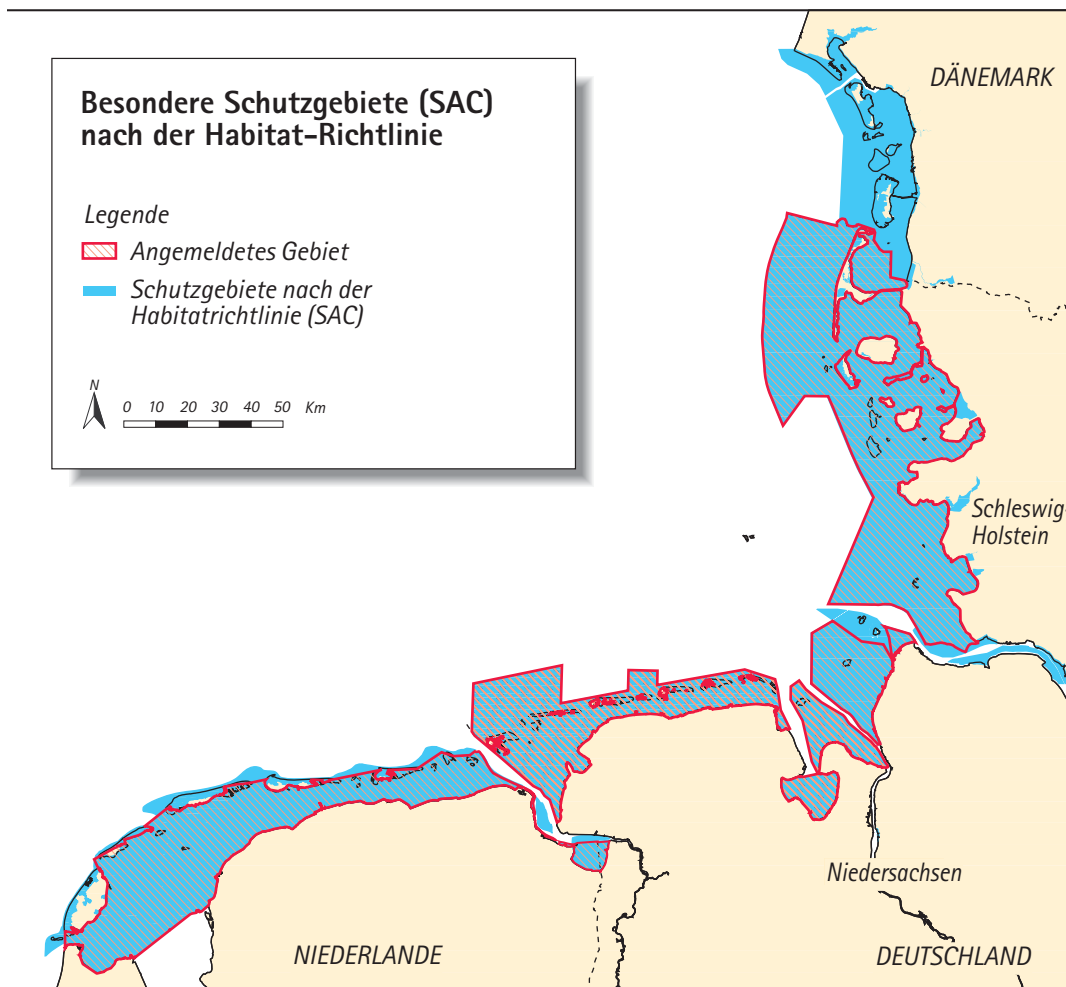 Besondere Schutzgebiete (SAC)
nach der Habitat-Richtlinie
Legende
Angemeldetes Gebiet
Schutzgebiete nach der
Habitatrichtlinie (SAC)
N
0 10 20 30 40 50 Km
DÄNEMARK
Schleswig-
Holstein
Niedersachsen
NIEDERLANDE
DEUTSCHLAND